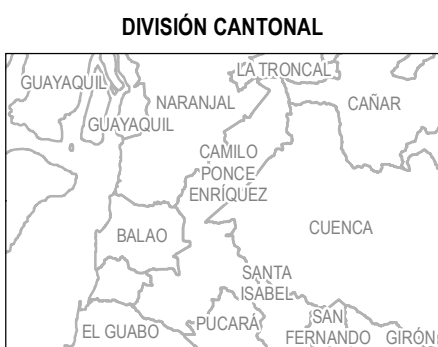 DIVISIÓN CANTONAL
LA TRONCAL
GUAYAQUIL
NARANJAL
CAÑAR
GUAYAQUIL
CAMILO
PONCE
ENRÍQUEZ
CUENCA
BALAO
SANTA
ISABEL
PUCARÁ
SAN
FERNANDO
GIRÓN
EL GUABO